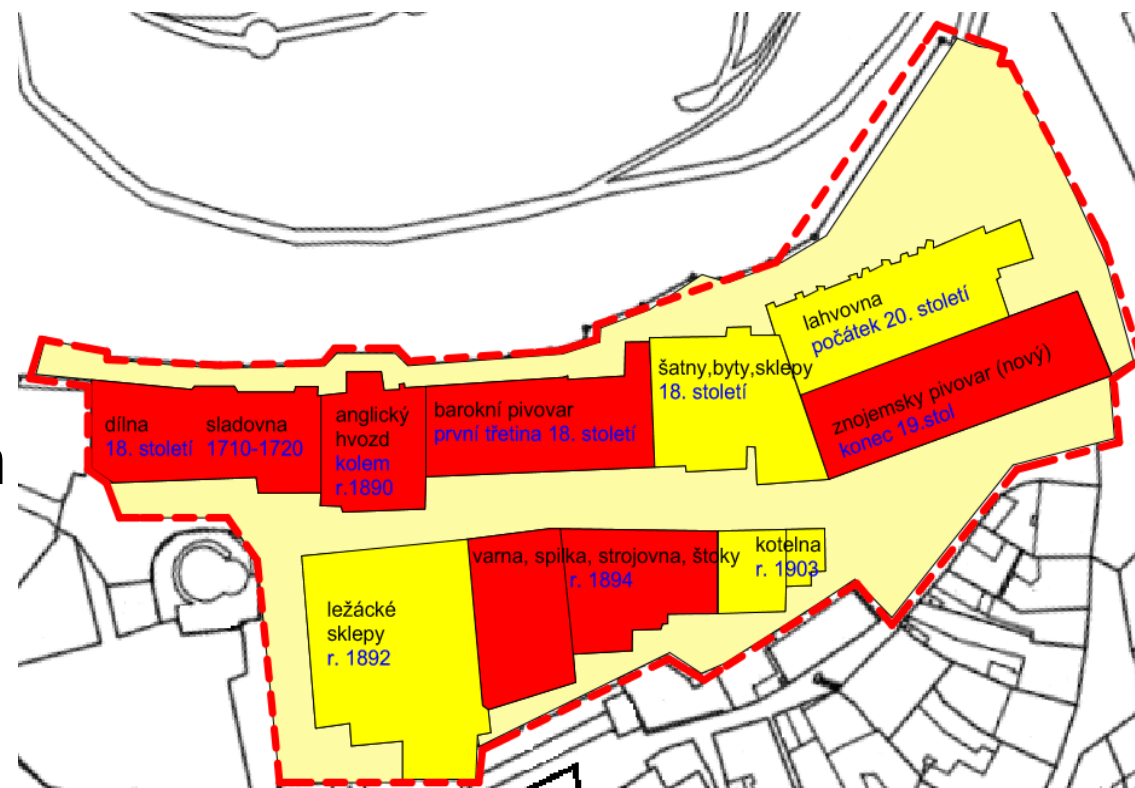 lahvovna
počátek 20. století
znojemsky pivovar (nový)
konec 19.stol
šatny,byty,sklepy
18. století
barokní pivovar
první třetina 18. století
anglický
hvozd
kolem
r.1890
dílna
18. století
sladovna
1710-1720
varna, spilka, strojovna, štoky
r. 1894
kotelna
r. 1903
ležácké
sklepy
r. 1892